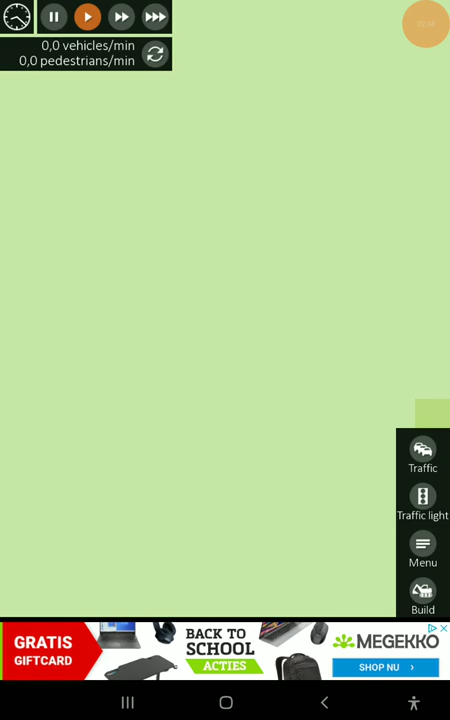 0,0 vehicles/min
0,0 pedestrians/min
Traffic
Traffic light
Menu
Build
GRATIS
GIFTCARD
BACK TO
SCHOOL
ACTIES
MEGEKKO
SHOP NU